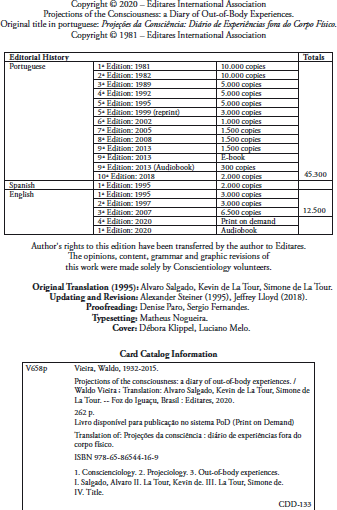 Copyright © 2020 – Editares International Association
Projections of the Consciousness: a Diary of Out-of-Body Experiences.
Original title in portuguese: Projeções da Consciência: Diário de Experiências fora do Corpo Físico.
Copyright © 1981 – Editares International Association
Editorial History Totals
Portuguese 1ª Edition: 1981 10.000 copies
2ª Edition: 1982 10.000 copies
3ª Edition: 1989 5.000 copies
4ª Edition: 1992 5.000 copies
5ª Edition: 1995 5.000 copies
5ª Edition: 1999 (reprint) 3.000 copies
6ª Edition: 2002 1.000 copies
7ª Edition: 2005 1.500 copies
8ª Edition: 2008 1.500 copies
9ª Edition: 2013 1.500 copies
9ª Edition: 2013 E-book
9ª Edition: 2013 (Audiobook) 300 copies
10ª Edition: 2018 2.000 copies 45.300
Spanish 1ª Edition: 1995 2.000 copies
English 1ª Edition: 1995 3.000 copies
2ª Edition: 1997 3.000 copies
3ª Edition: 2007 6.500 copies 12.500
4ª Edition: 2020 Print on demand
1ª Edition: 2020 Audiobook
Author's rights to this edition have been transferred by the author to Editares.
The opinions, content, grammar and graphic revisions of
this work were made solely by Conscientiology volunteers.
Original Translation (1995): Alvaro Salgado, Kevin de La Tour, Simone de La Tour.
Updating and Revision: Alexander Steiner (1995), Jeffrey Lloyd (2018).
Proofreading: Denise Paro, Sergio Fernandes.
Typesetting: Matheus Nogueira.
Cover: Débora Klippel, Luciano Melo.
Card Catalog Information
V658p Vieira, Waldo, 1932-2015.
Projections of the consciousness: a diary of out-of-body experiences. /
Waldo Vieira : Translation: Alvaro Salgado, Kevin de La Tour, Simone de
La Tour. -- Foz do Iguaçu, Brasil : Editares, 2020.
262 p.
Livro disponível para publicação no sistema PoD (Print on Demand)
Translation of: Projeções da consciência : diário de experiências fora do
corpo físico.
ISBN 978-65-86544-16-9
1. Conscienciology. 2. Projeciology. 3. Out-of-body experiences.
I. Salgado, Alvaro II. La Tour, Kevin de. III. La Tour, Simone de.
IV. Title.
CDD-133